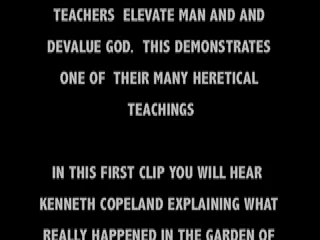 TEACHERS ELEVATE MAN AND AND
DEVALUE GOD. THIS DEMONSTRATES
ONE OF THEIR MANY HERETICAL
TEACHINGS
IN THIS FIRST CLIP YOU WILL HEAR
KENNETH COPELAND EXPLAINING WHAT
REALLY HAPPENED IN THE GARDEN OF